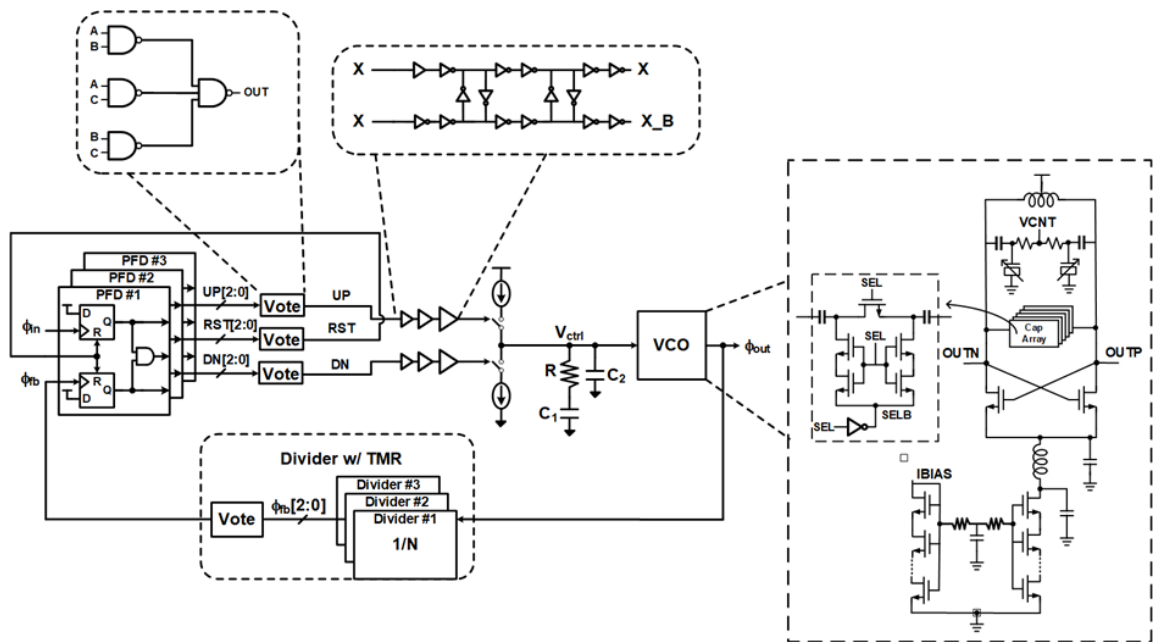 A
B
A
C
B
C
OUT
X
X
X
X_B
PFD #3
PFD #2
PFD #1
D
Q
R
R
Q
D
ϕin
ϕfb
UP[2:0]
RST[2:0]
DN[2:0]
Vote
Vote
Vote
UP
RST
DN
Vctrl
R
C1
C2
VCO
ϕout
Divider w/ TMR
Vote
ϕfb[2:0]
Divider #3
Divider #2
Divider #1
1/N
VCNT
SEL
SEL
SEL
SELB
Cap
Array
OUTN
OUTP
IBIAS